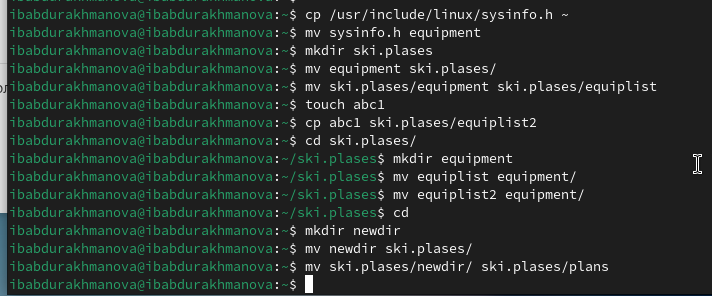 ibabdurakhmanova@ibabdurakhmanova:~$ cp /usr/include/linux/sysinfo.h ~
ibabdurakhmanova@ibabdurakhmanova:~$ mv sysinfo.h equipment
ibabdurakhmanova@ibabdurakhmanova:~$ mkdir ski.plases
ibabdurakhmanova@ibabdurakhmanova:~$ mv equipment ski.plases/
ibabdurakhmanova@ibabdurakhmanova:~$ mv ski.plases/equipment ski.plases/equiplist
ibabdurakhmanova@ibabdurakhmanova:~$ touch abc1
ibabdurakhmanova@ibabdurakhmanova:~$ cp abc1 ski.plases/equiplist2
ibabdurakhmanova@ibabdurakhmanova:~$ cd ski.plases/
ibabdurakhmanova@ibabdurakhmanova:~/ski.plases$ mkdir equipment
ibabdurakhmanova@ibabdurakhmanova:~/ski.plases$ mv equiplist equipment/
ibabdurakhmanova@ibabdurakhmanova:~/ski.plases$ mv equiplist2 equipment/
ibabdurakhmanova@ibabdurakhmanova:~/ski.plases$ cd
ibabdurakhmanova@ibabdurakhmanova:~$ mkdir newdir
ibabdurakhmanova@ibabdurakhmanova:~$ mv newdir ski.plases/
ibabdurakhmanova@ibabdurakhmanova:~$ mv ski.plases/newdir/ ski.plases/plans
ibabdurakhmanova@ibabdurakhmanova:~$